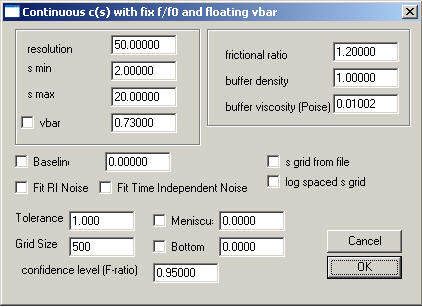 Continuous c(s) with fix f/f0 and floating vbar
resolution 50.00000
s min 2.00000
s max 20.00000
vbar 0.73000
frictional ratio 1.20000
buffer density 1.00000
buffer viscosity (Poise) 0.01002
Baseline 0.00000
s grid from file
Fit RI Noise Fit Time Independent Noise
log spaced s grid
Tolerance 1.000 Meniscu: 0.0000
Grid Size 500 Bottom 0.0000
Cancel
confidence level (F-ratio) 0.95000
OK